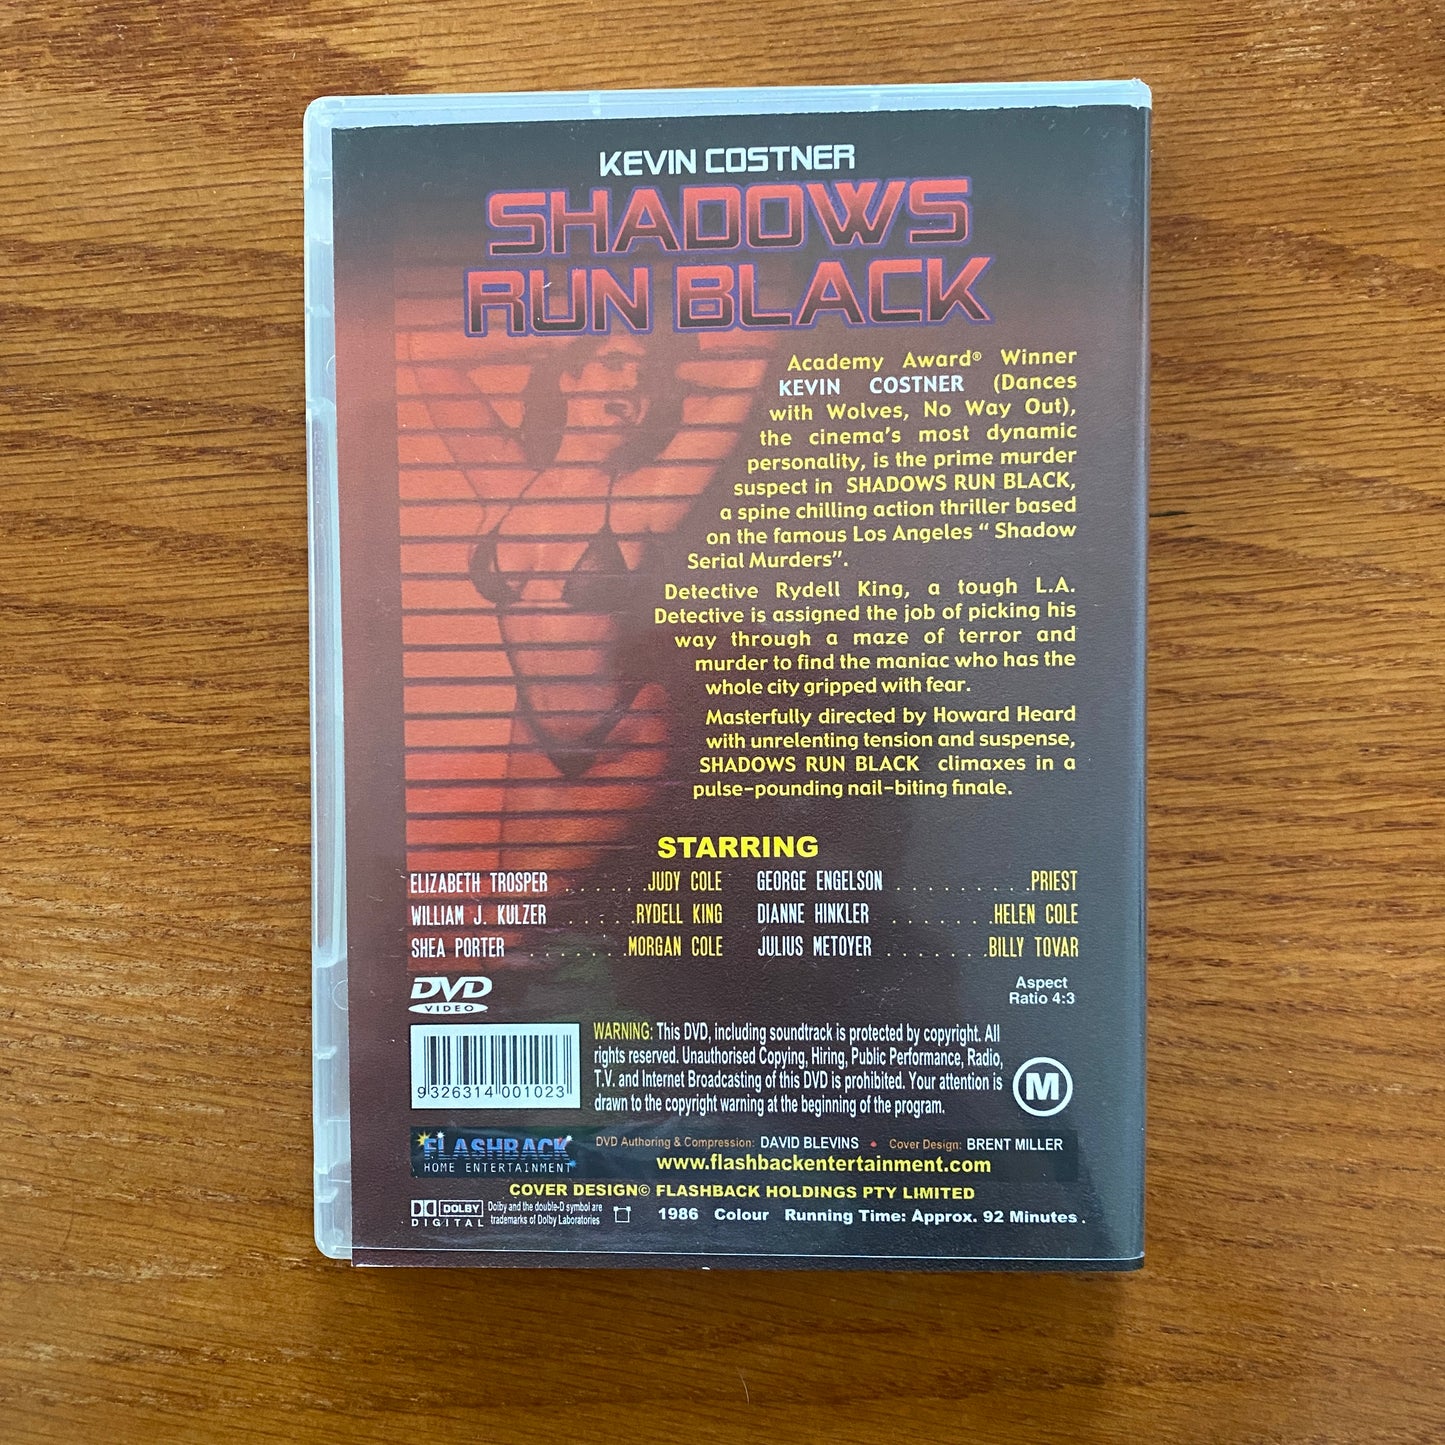 KEVIN COSTNER
SHADOWS
RUN BLACK
Academy Award® Winner
KEVIN COSTNER (Dances
with Wolves, No Way Out),
the cinema's most dynamic
personality, is the prime murder
suspect in SHADOWS RUN BLACK,
a spine chilling action thriller based
on the famous Los Angeles “ Shadow
Serial Murders”.
Detective Rydell King, a tough L.A.
Detective is assigned the job of picking his
way through a maze of terror and
murder to find the maniac who has the
whole city gripped with fear.
Masterfully directed by Howard Heard
with unrelenting tension and suspense,
SHADOWS RUN BLACK climaxes in a
pulse-pounding nail-biting finale.
STARRING
ELIZABETH TROSPER . . . . . . .JUDY COLE
WILLIAM J. KULZER . . . . . .RYDELL KING
SHEA PORTER . . . . . . . .MORGAN COLE
GEORGE ENGELSON . . . . . . . . . .PRIEST
DIANNE HINKLER . . . . . . . . .HELEN COLE
JULIUS METOYER . . . . . . . .BILLY TOVAR
DVD
VIDEO
Aspect
Ratio 4:3
WARNING: This DVD, including soundtrack is protected by copyright. All
rights reserved. Unauthorised Copying, Hiring, Public Performance, Radio,
T.V. and Internet Broadcasting of this DVD is prohibited. Your attention is
drawn to the copyright warning at the beginning of the program.
9 326314 001023
M
FLASHBACK
HOME ENTERTAINMENT
DVD Authoring & Compression: DAVID BLEVINS • Cover Design: BRENT MILLER
www.flashbackentertainment.com
COVER DESIGN© FLASHBACK HOLDINGS PTY LIMITED
DOLBY
DIGITAL
Dolby and the double-D symbol are
trademarks of Dolby Laboratories
1986 Colour Running Time: Approx. 92 Minutes.